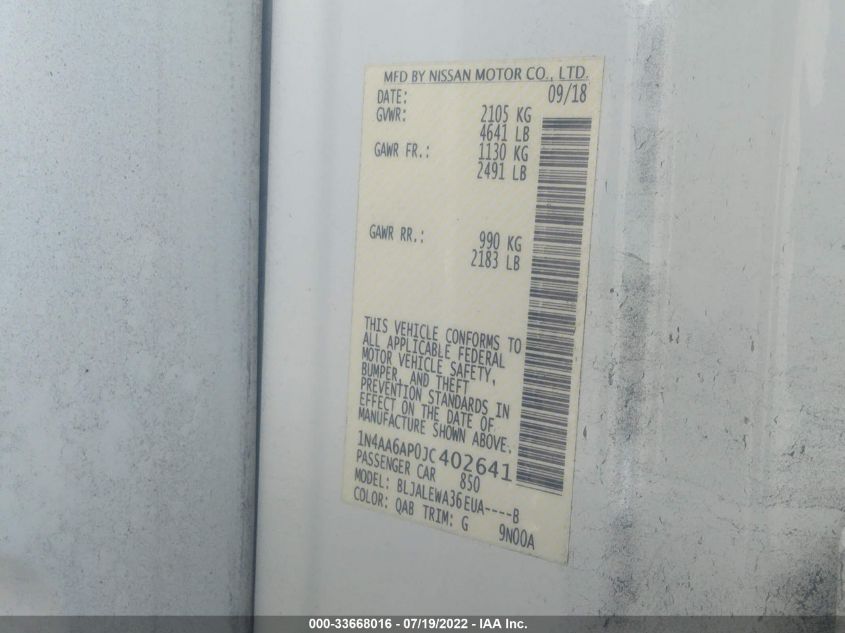 MFD BY NISSAN MOTOR CO., LTD.
DATE: 09/18
GVWR: 2105 KG
4641 LB
GAWR FR.: 1130 KG
2491 LB
GAWR RR.: 990 KG
2183 LB
THIS VEHICLE CONFORMS TO
ALL APPLICABLE FEDERAL
MOTOR VEHICLE SAFETY,
BUMPER, AND THEFT
PREVENTION STANDARDS IN
EFFECT ON THE DATE OF
MANUFACTURE SHOWN ABOVE.
1N4AA6AP0JC402641
PASSENGER CAR 850
MODEL: BLJALEWA36EUA----B
COLOR: QAB TRIM: G 9N00A
000-33668016 - 07/19/2022 - IAA Inc.